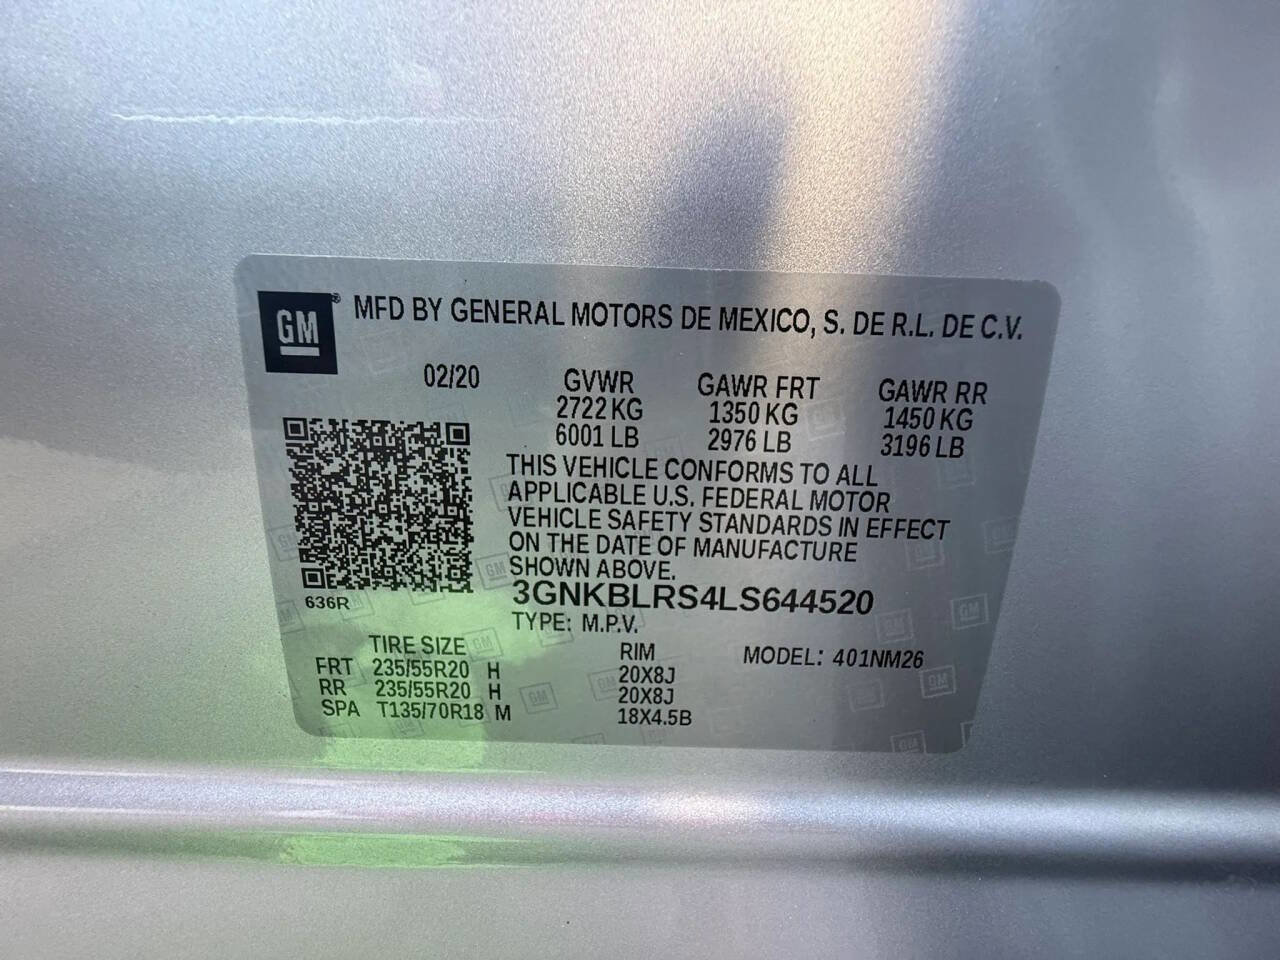 GM® MFD BY GENERAL MOTORS DE MEXICO, S. DE R.L. DE C.V.
02/20 GVWR GAWR FRT GAWR RR
2722 KG 1350 KG 1450 KG
6001 LB 2976 LB 3196 LB
THIS VEHICLE CONFORMS TO ALL
APPLICABLE U.S. FEDERAL MOTOR
VEHICLE SAFETY STANDARDS IN EFFECT
ON THE DATE OF MANUFACTURE
SHOWN ABOVE.
636R 3GNKBLRS4LS644520
TYPE: M.P.V.
TIRE SIZE RIM MODEL: 401NM26
FRT 235/55R20 H 20X8J
RR 235/55R20 H 20X8J
SPA T135/70R18 M 18X4.5B